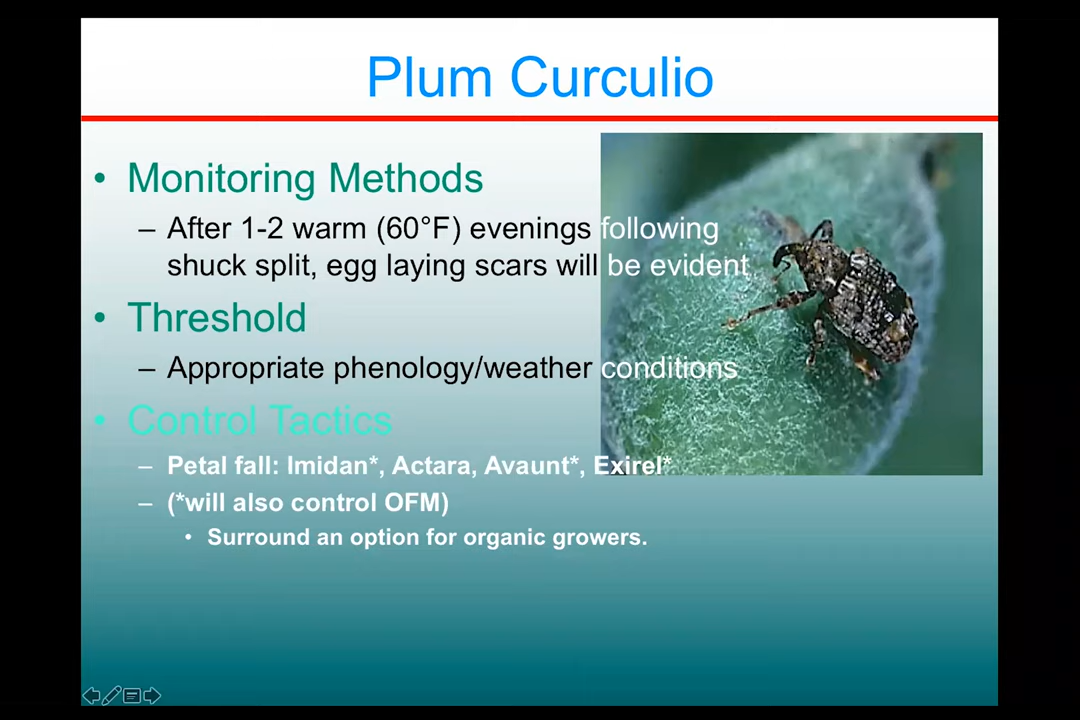 Plum Curculio
• Monitoring Methods
– After 1-2 warm (60°F) evenings following
shuck split, egg laying scars will be evident
• Threshold
– Appropriate phenology/weather conditions
• Control Tactics
– Petal fall: Imidan*, Actara, Avaunt*, Exirel*
– (*will also control OFM)
• Surround an option for organic growers.